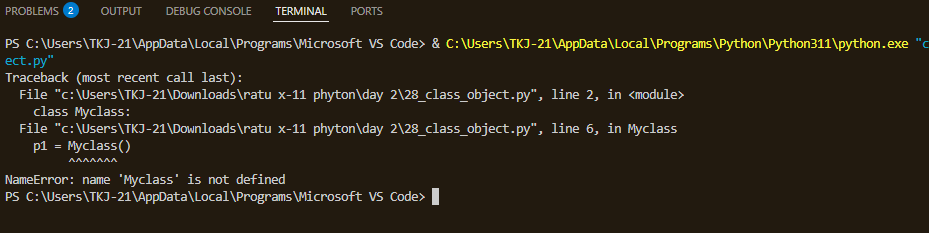 PROBLEMS 2 OUTPUT DEBUG CONSOLE TERMINAL PORTS
PS C:\Users\TKJ-21\AppData\Local\Programs\Microsoft VS Code> & C:\Users\TKJ-21\AppData\Local\Programs\Python\Python311\python.exe "c
ect.py"
Traceback (most recent call last):
  File "c:\Users\TKJ-21\Downloads\ratu x-11 phyton\day 2\28_class_object.py", line 2, in <module>
    class Myclass:
  File "c:\Users\TKJ-21\Downloads\ratu x-11 phyton\day 2\28_class_object.py", line 6, in Myclass
    p1 = Myclass()
         ^^^^^^^
NameError: name 'Myclass' is not defined
PS C:\Users\TKJ-21\AppData\Local\Programs\Microsoft VS Code>